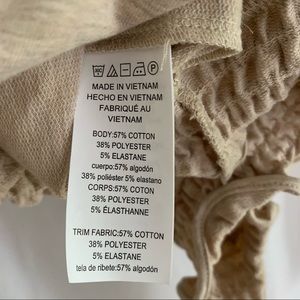 MADE IN VIETNAM
HECHO EN VIETNAM
FABRIQUÉ AU
VIETNAM
BODY:57% COTTON
38% POLYESTER
5% ELASTANE
cuerpo:57% algodón
38% poliéster 5% elastano
CORPS:57% COTON
38% POLYESTER
5% ÉLASTHANNE
TRIM FABRIC:57% COTTON
38% POLYESTER
5% ELASTANE
tela de ribete:57% algodón